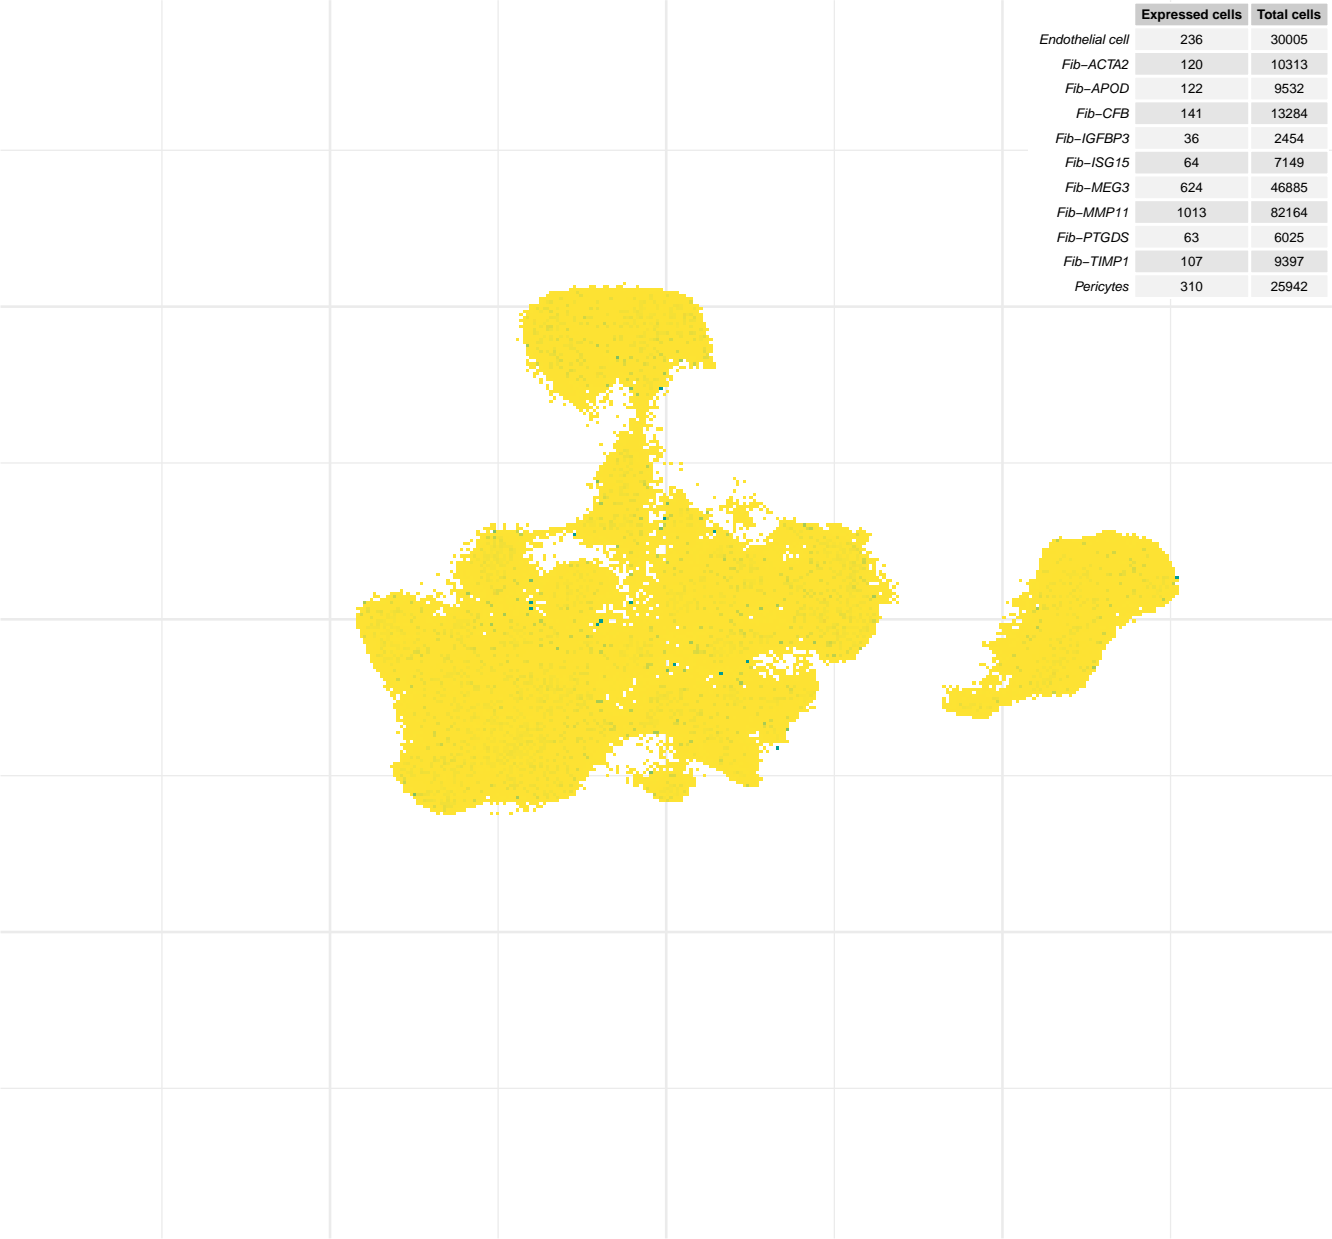 Expressed cells Total cells
Endothelial cell 236 30005
Fib−ACTA2 120 10313
Fib−APOD 122 9532
Fib−CFB 141 13284
Fib−IGFBP3 36 2454
Fib−ISG15 64 7149
Fib−MEG3 624 46885
Fib−MMP11 1013 82164
Fib−PTGDS 63 6025
Fib−TIMP1 107 9397
Pericytes 310 25942